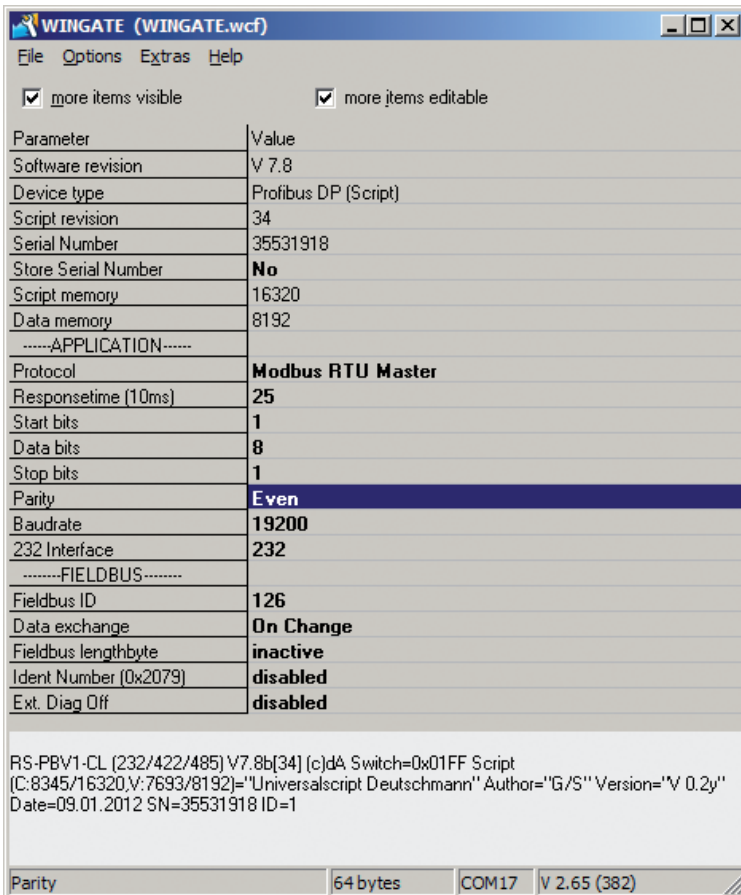 WINGATE (WINGATE.wcf)
File Options Extras Help
more items visible more items editable
Parameter Value
Software revision V 7.8
Device type Profibus DP (Script)
Script revision 34
Serial Number 35531918
Store Serial Number No
Script memory 16320
Data memory 8192
------APPLICATION------
Protocol Modbus RTU Master
Responsetime (10ms) 25
Start bits 1
Data bits 8
Stop bits 1
Parity Even
Baudrate 19200
232 Interface 232
--------FIELDBUS--------
Fieldbus ID 126
Data exchange On Change
Fieldbus lengthbyte inactive
Ident Number (0x2079) disabled
Ext. Diag Off disabled
RS-PBV1-CL (232/422/485) V7.8b[34] (c)dA Switch=0x01FF Script
(C:8345/16320,V:7693/8192)="Universalscript Deutschmann" Author="G/S" Version="V 0.2y"
Date=09.01.2012 SN=35531918 ID=1
Parity 64 bytes COM17 V 2.65 (382)